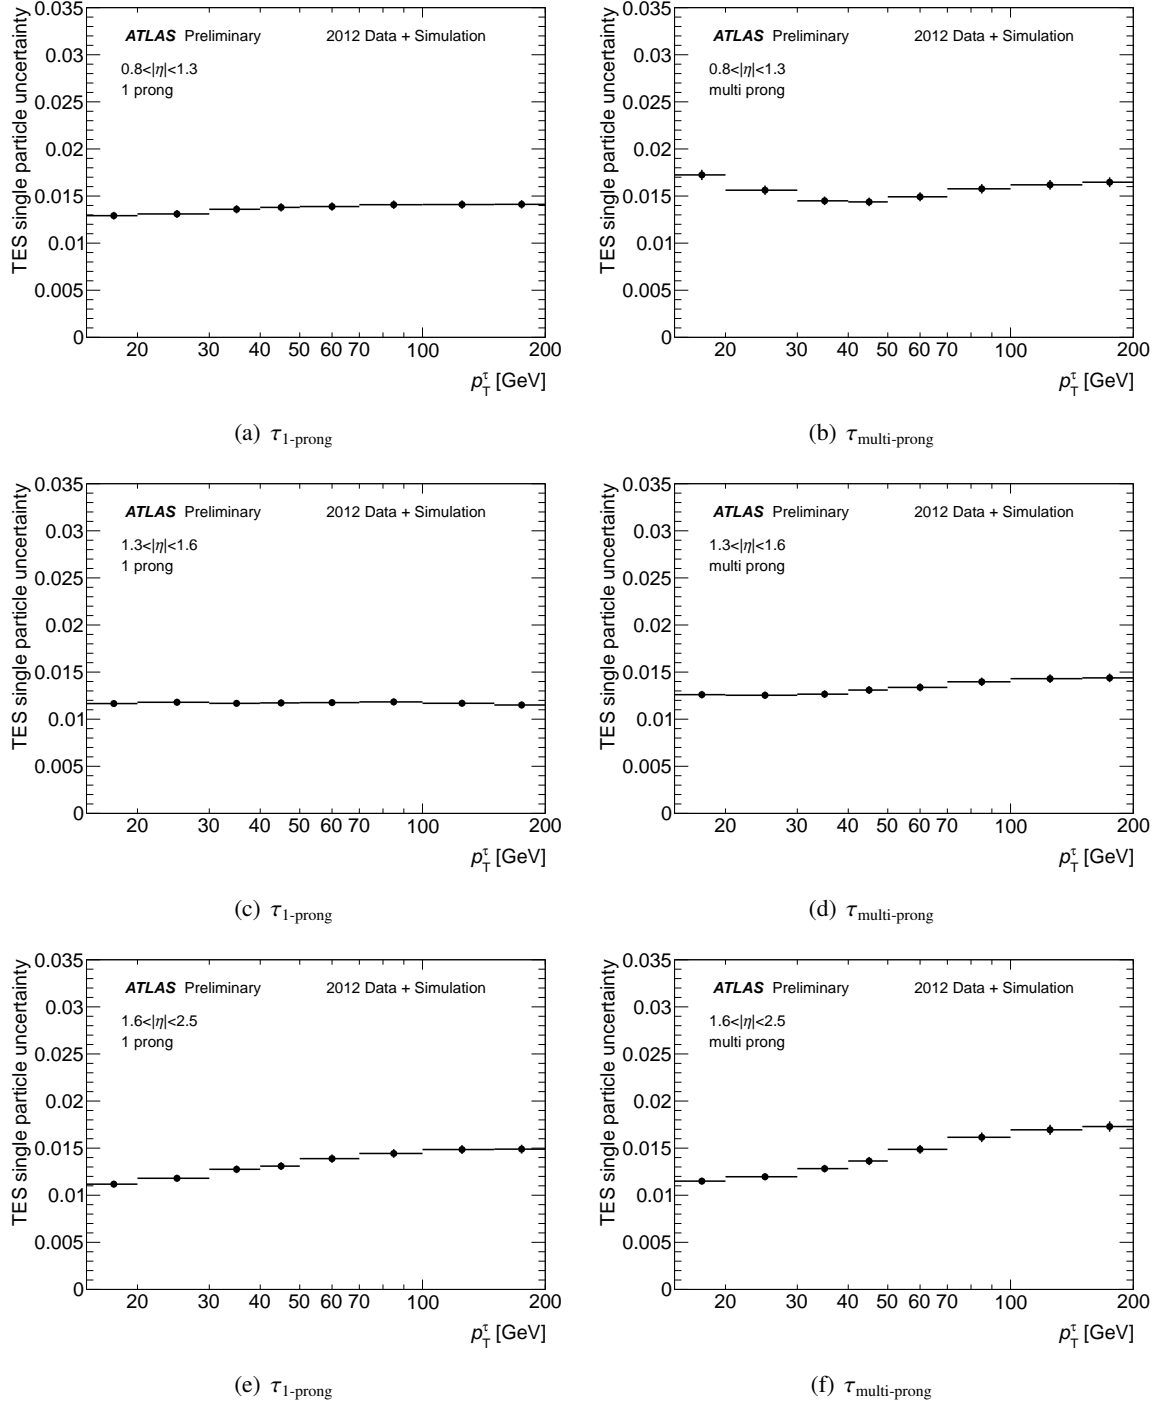 TES single particle uncertainty
0.035
0.03
0.025
0.02
0.015
0.01
0.005
0
ATLAS Preliminary 2012 Data + Simulation
0.8<|η|<1.3
1 prong
20 30 40 50 60 70 100 200
p_T^τ [GeV]
(a) τ1-prong
TES single particle uncertainty
0.035
0.03
0.025
0.02
0.015
0.01
0.005
0
ATLAS Preliminary 2012 Data + Simulation
0.8<|η|<1.3
multi prong
20 30 40 50 60 70 100 200
p_T^τ [GeV]
(b) τmulti-prong
TES single particle uncertainty
0.035
0.03
0.025
0.02
0.015
0.01
0.005
0
ATLAS Preliminary 2012 Data + Simulation
1.3<|η|<1.6
1 prong
20 30 40 50 60 70 100 200
p_T^τ [GeV]
(c) τ1-prong
TES single particle uncertainty
0.035
0.03
0.025
0.02
0.015
0.01
0.005
0
ATLAS Preliminary 2012 Data + Simulation
1.3<|η|<1.6
multi prong
20 30 40 50 60 70 100 200
p_T^τ [GeV]
(d) τmulti-prong
TES single particle uncertainty
0.035
0.03
0.025
0.02
0.015
0.01
0.005
0
ATLAS Preliminary 2012 Data + Simulation
1.6<|η|<2.5
1 prong
20 30 40 50 60 70 100 200
p_T^τ [GeV]
(e) τ1-prong
TES single particle uncertainty
0.035
0.03
0.025
0.02
0.015
0.01
0.005
0
ATLAS Preliminary 2012 Data + Simulation
1.6<|η|<2.5
multi prong
20 30 40 50 60 70 100 200
p_T^τ [GeV]
(f) τmulti-prong